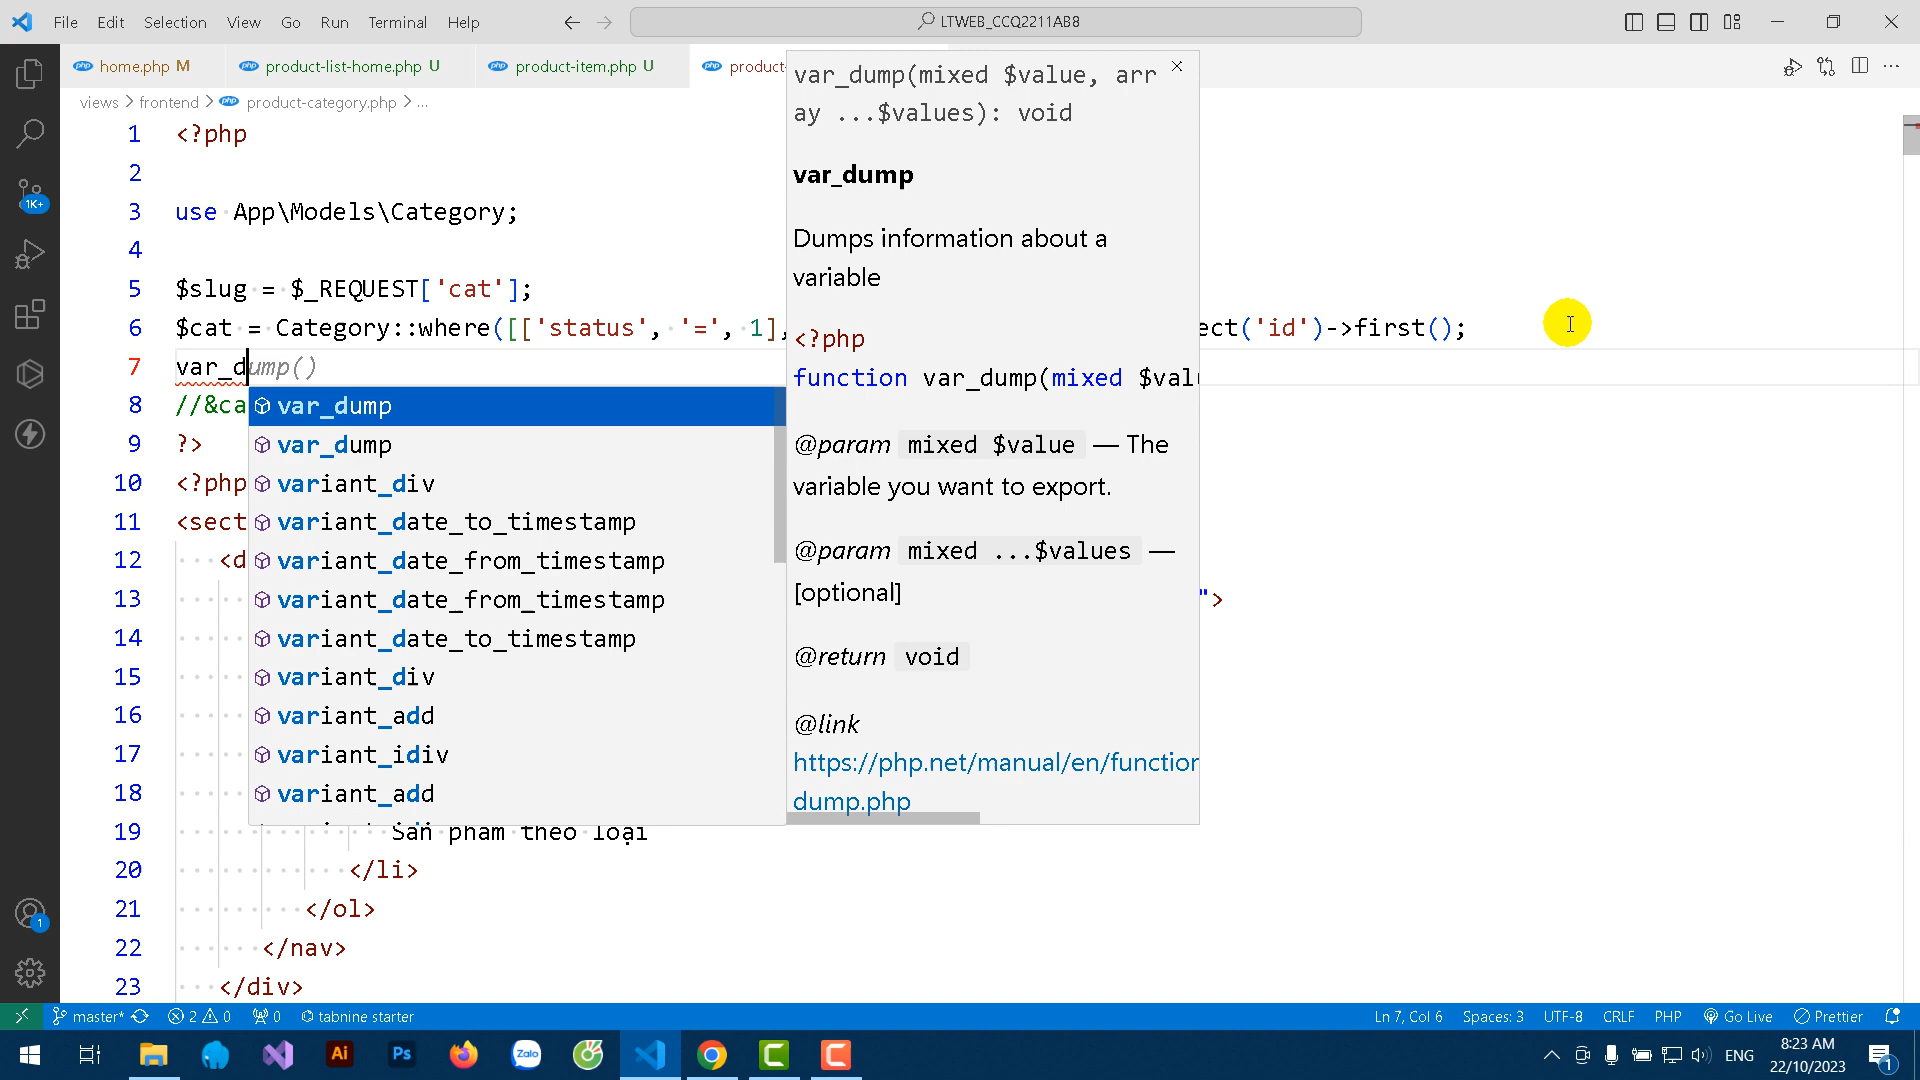 File Edit Selection View Go Run Terminal Help
LTWEB_CCQ2211AB8
home.php M
product-list-home.php U
product-item.php U
product-
views > frontend > product-category.php > ...
1 <?php
2
3 use App\Models\Category;
4
5 $slug = $_REQUEST['cat'];
6 $cat = Category::where([['status', '=', 1], ect('id')->first();
7 var_dump()
8 //&ca
9 ?>
10 <?php
11 <sect
12 <d
13 ">
14
15
16
17
18
19 Sản phẩm theo loại
20 </li>
21 </ol>
22 </nav>
23 </div>
var_dump
var_dump
variant_div
variant_date_to_timestamp
variant_date_from_timestamp
variant_date_from_timestamp
variant_date_to_timestamp
variant_div
variant_add
variant_idiv
variant_add
var_dump(mixed $value, arr
ay ...$values): void
var_dump
Dumps information about a
variable
<?php
function var_dump(mixed $val
@param mixed $value — The
variable you want to export.
@param mixed ...$values —
[optional]
@return void
@link
https://php.net/manual/en/function
dump.php
1K+
1
master* 2 0 0 tabnine starter
Ln 7, Col 6 Spaces: 3 UTF-8 CRLF PHP Go Live Prettier
Ai
Ps
Zalo
ENG
8:23 AM
22/10/2023
1